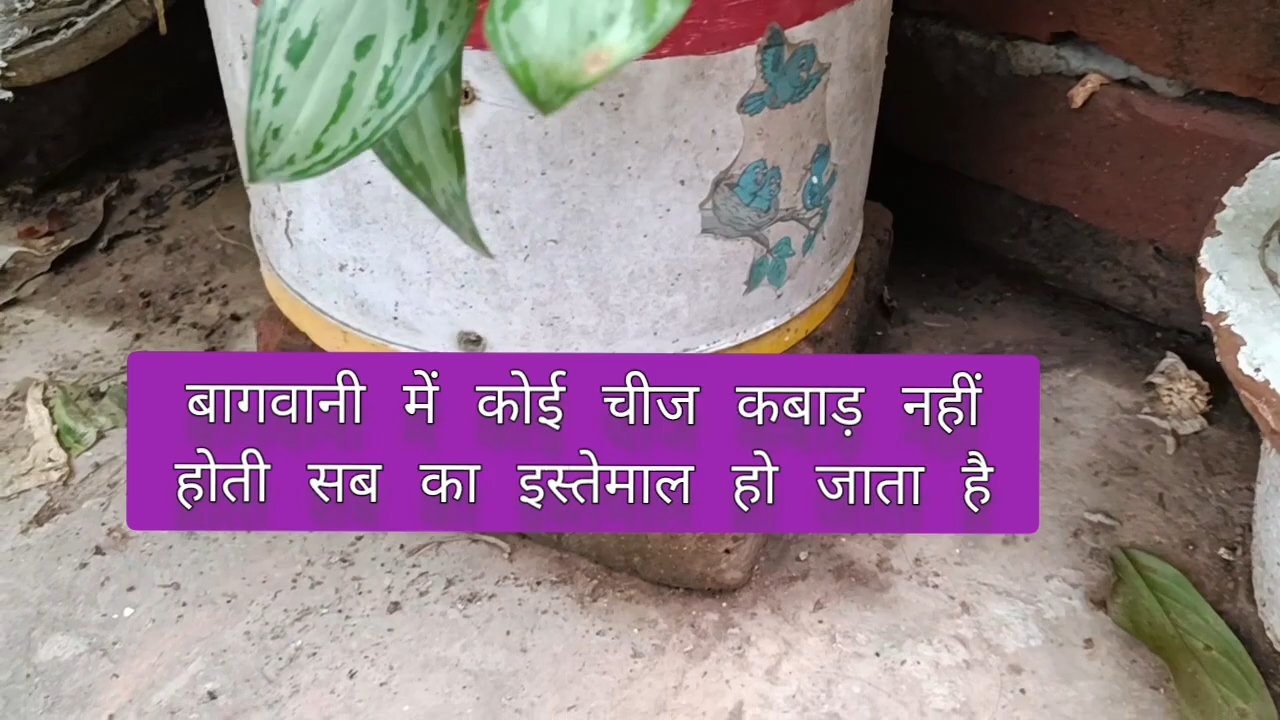 बागवानी में कोई चीज कबाड़ नहीं
होती सब का इस्तेमाल हो जाता है